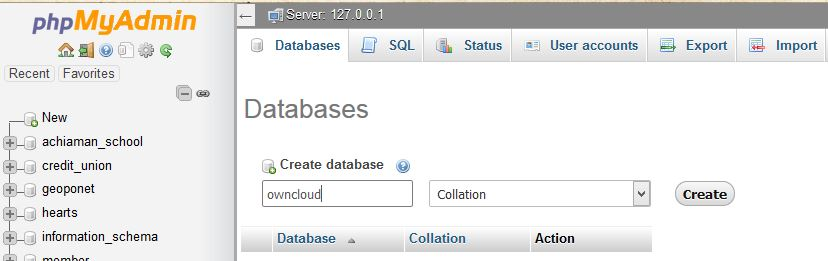 phpMyAdmin
Recent Favorites
New
achiaman_school
credit_union
geoponet
hearts
information_schema
member
Server: 127.0.0.1
Databases SQL Status User accounts Export Import
Databases
Create database
owncloud Collation Create
Database Collation Action